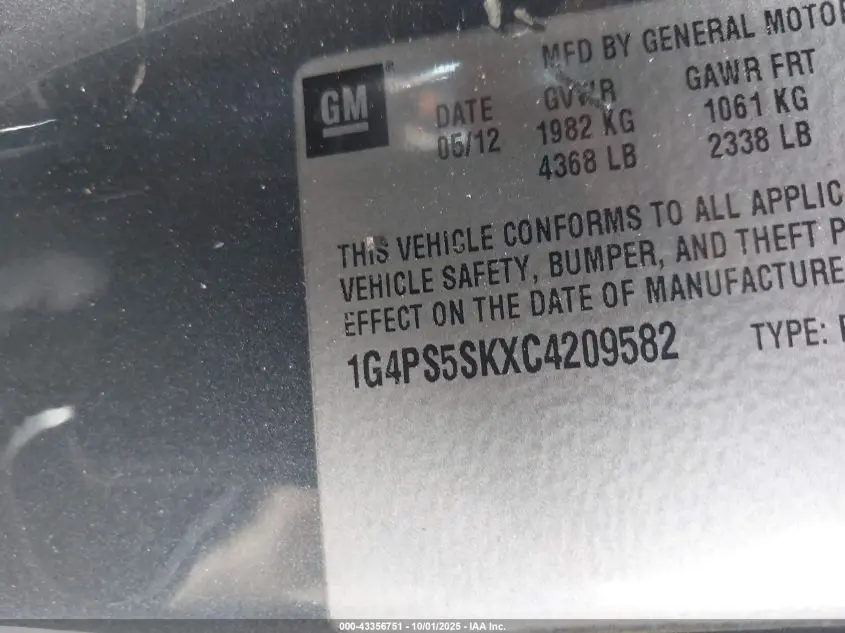 MFD BY GENERAL MOTOR
GM
DATE GVWR GAWR FRT
05/12 1982 KG 1061 KG
4368 LB 2338 LB
THIS VEHICLE CONFORMS TO ALL APPLIC
VEHICLE SAFETY, BUMPER, AND THEFT P
EFFECT ON THE DATE OF MANUFACTURE
1G4PS5SKXC4209582 TYPE:
000-43356751 - 10/01/2025 - IAA Inc.